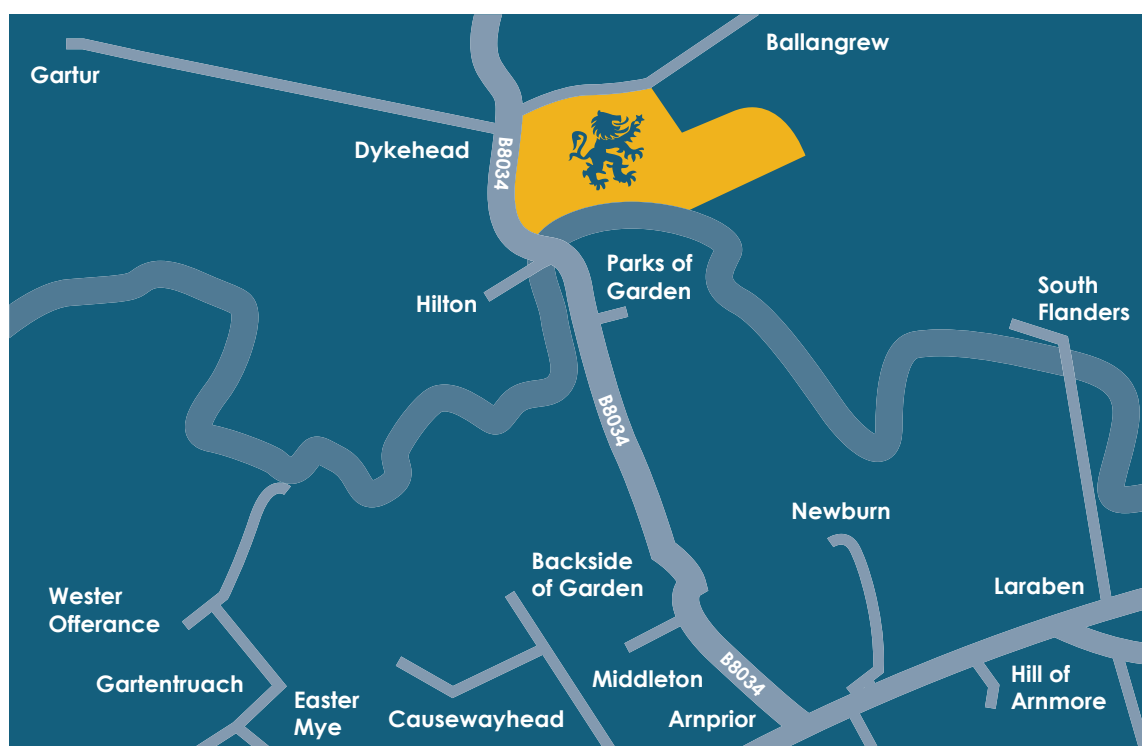 Ballangrew
Gartur
Dykehead
B8034
Parks of
Garden
South
Flanders
Hilton
B8034
Newburn
Backside
of Garden
Laraben
Wester
Offerance
Middleton
B8034
Hill of
Arnmore
Gartentruach
Easter
Mye
Causewayhead
Arnprior